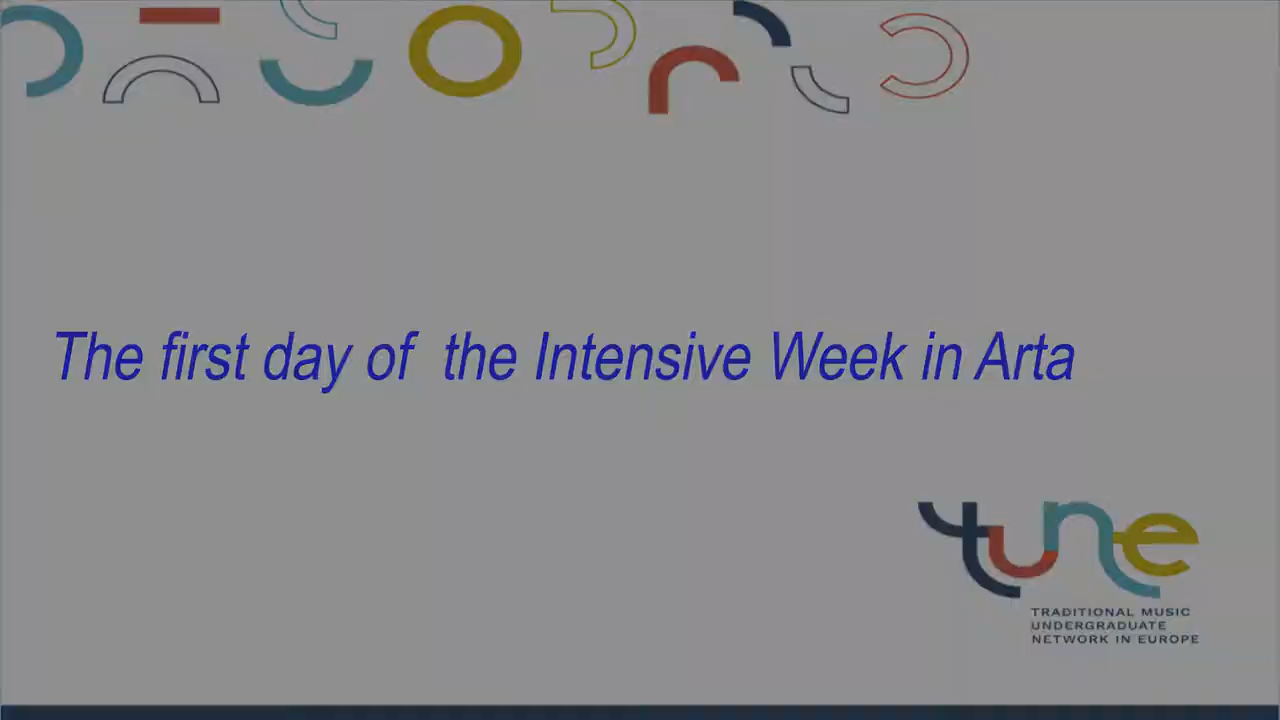 The first day of  the Intensive Week in Arta
tune
TRADITIONAL MUSIC
UNDERGRADUATE
NETWORK IN EUROPE